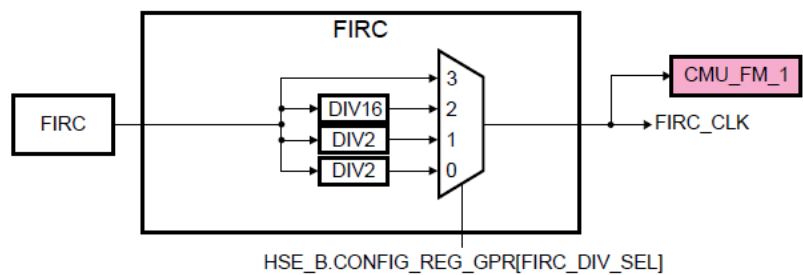 FIRC
3
CMU_FM_1
FIRC
DIV16
2
FIRC_CLK
DIV2
1
DIV2
0
HSE_B.CONFIG_REG_GPR[FIRC_DIV_SEL]